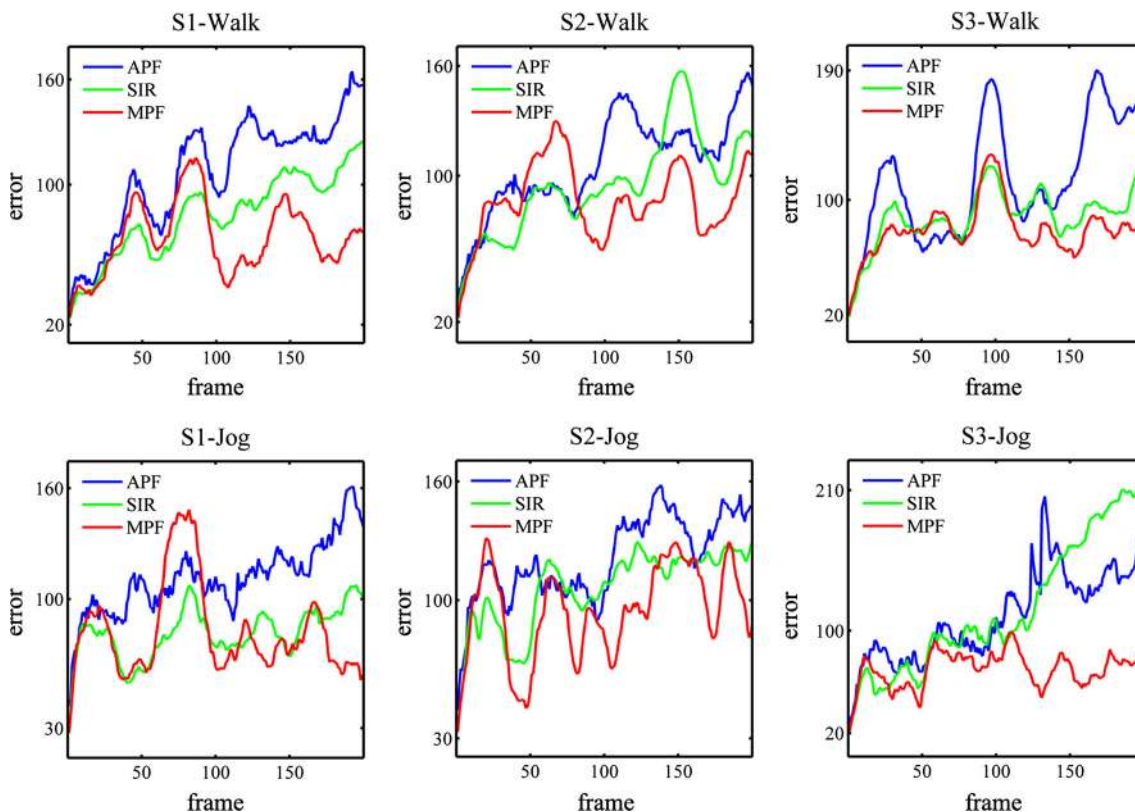 S1-Walk
160
APF
SIR
MPF
100
20
error
50
100
150
frame
S2-Walk
160
APF
SIR
MPF
100
20
error
50
100
150
frame
S3-Walk
190
APF
SIR
MPF
100
20
error
50
100
150
frame
S1-Jog
160
APF
SIR
MPF
100
30
error
50
100
150
frame
S2-Jog
160
APF
SIR
MPF
100
30
error
50
100
150
frame
S3-Jog
210
APF
SIR
MPF
100
20
error
50
100
150
frame